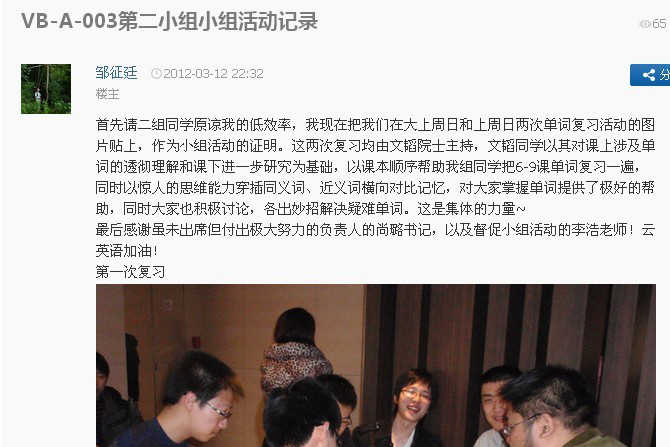 VB-A-003第二小组小组活动记录
65
邹征廷 2012-03-12 22:32
分
楼主
首先请二组同学原谅我的低效率，我现在把我们在大上周日和上周日两次单词复习活动的图
片贴上，作为小组活动的证明。这两次复习均由文韬院士主持，文韬同学以其对课上涉及单
词的透彻理解和课下进一步研究为基础，以课本顺序帮助我组同学把6-9课单词复习一遍，
同时以惊人的思维能力穿插同义词、近义词横向对比记忆，对大家掌握单词提供了极好的帮
助，同时大家也积极讨论，各出妙招解决疑难单词。这是集体的力量~
最后感谢虽未出席但付出极大努力的负责人的尚璐书记，以及督促小组活动的李浩老师！云
英语加油！
第一次复习